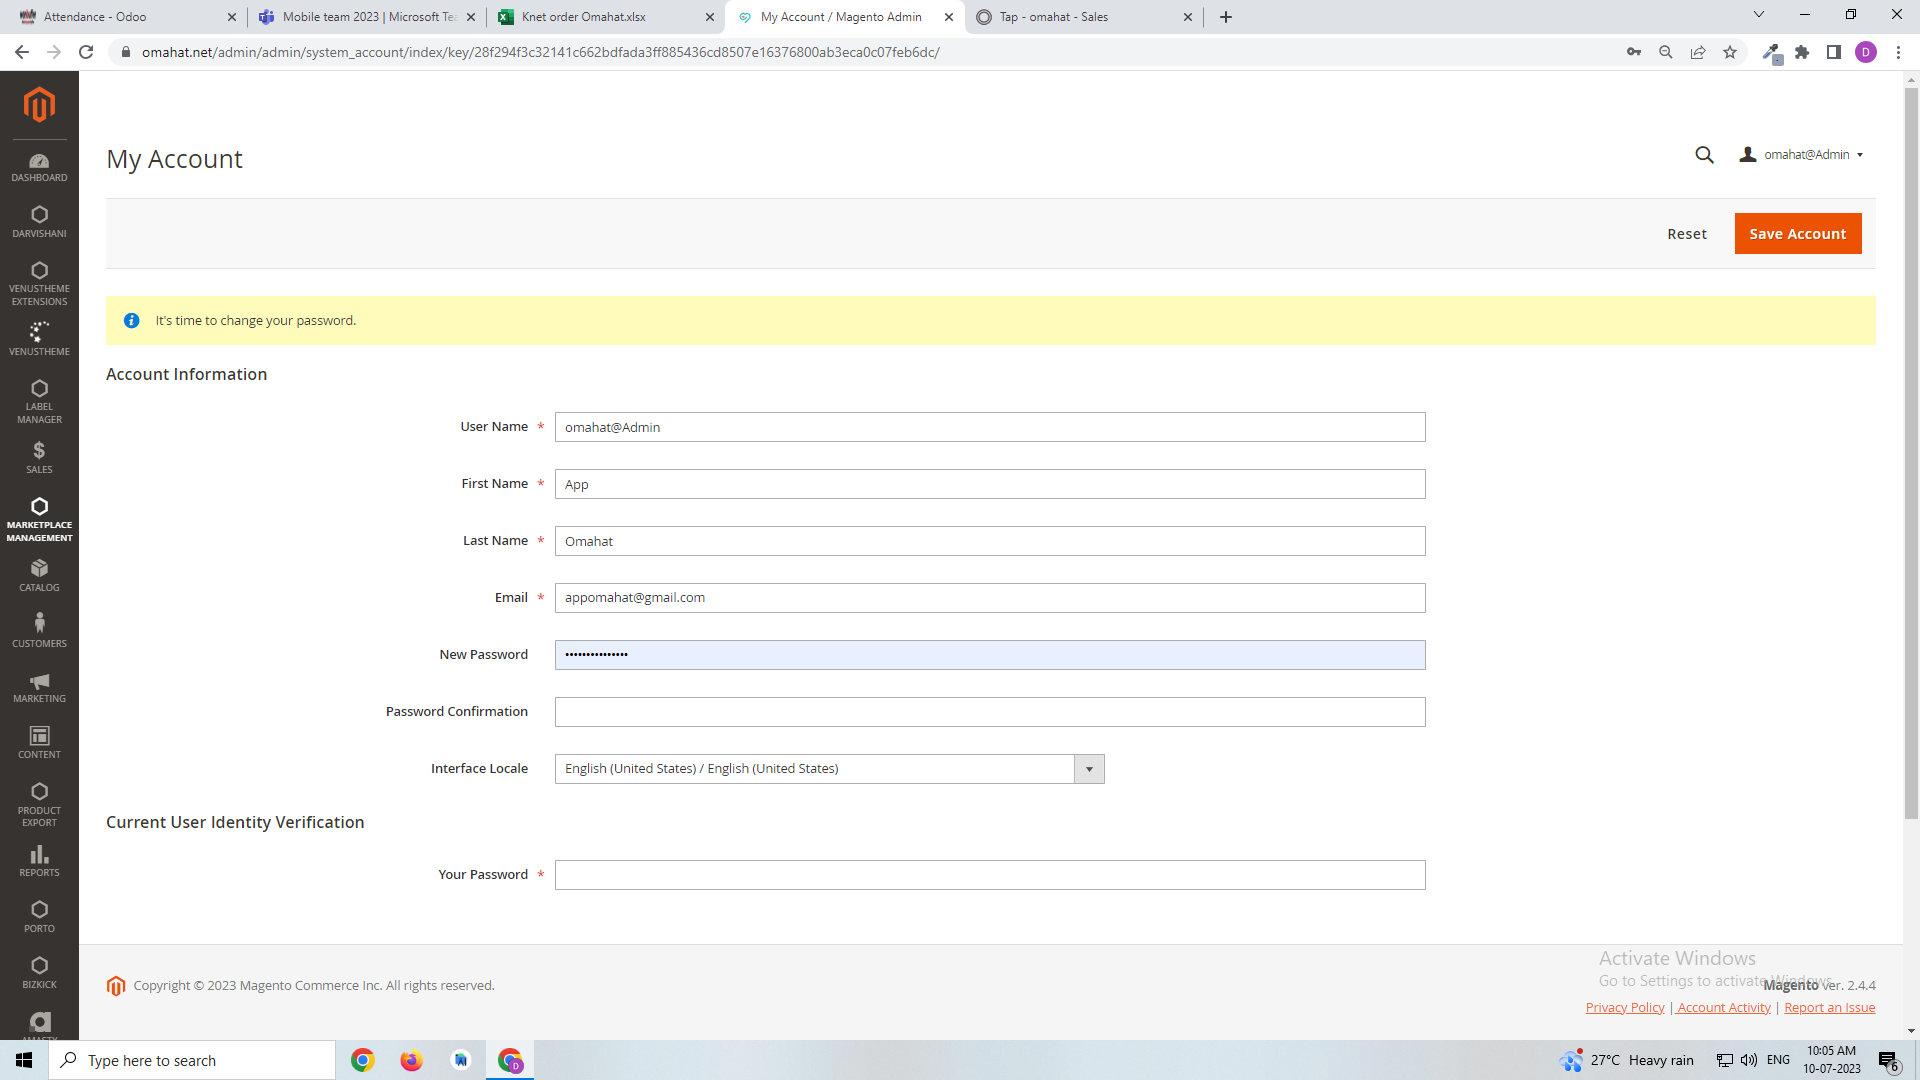 Attendance - Odoo
Mobile team 2023 | Microsoft Te
Knet order Omahat.xlsx
My Account / Magento Admin
Tap - omahat - Sales
omahat.net/admin/admin/system_account/index/key/28f294f3c32141c662bdfada3ff885436cd8507e16376800ab3eca0c07feb6dc/
D
My Account
omahat@Admin
Reset
Save Account
It's time to change your password.
Account Information
User Name *
omahat@Admin
First Name *
App
Last Name *
Omahat
Email *
appomahat@gmail.com
New Password
Password Confirmation
Interface Locale
English (United States) / English (United States)
Current User Identity Verification
Your Password *
DASHBOARD
DARVISHANI
VENUSTHEME
EXTENSIONS
VENUSTHEME
LABEL
MANAGER
SALES
MARKETPLACE
MANAGEMENT
CATALOG
CUSTOMERS
MARKETING
CONTENT
PRODUCT
EXPORT
REPORTS
PORTO
BIZKICK
Copyright © 2023 Magento Commerce Inc. All rights reserved.
Activate Windows
Go to Settings to activate Windows.
Magento ver. 2.4.4
Privacy Policy | Account Activity | Report an Issue
Type here to search
27°C Heavy rain
ENG
10:05 AM
10-07-2023
6